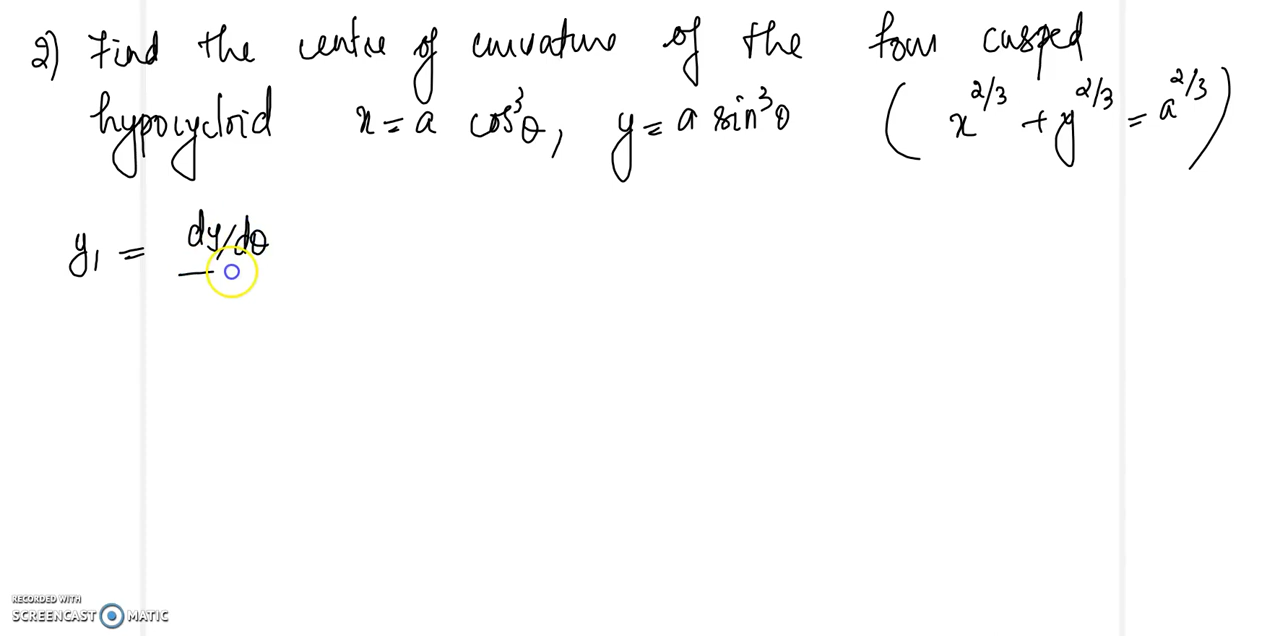 2) Find the centre of curvature of the four cusped
hypocycloid x = a cos³θ, y = a sin³θ ( x^{2/3} + y^{2/3} = a^{2/3} )
y₁ = dy/dθ
RECORDED WITH
SCREENCAST MATIC